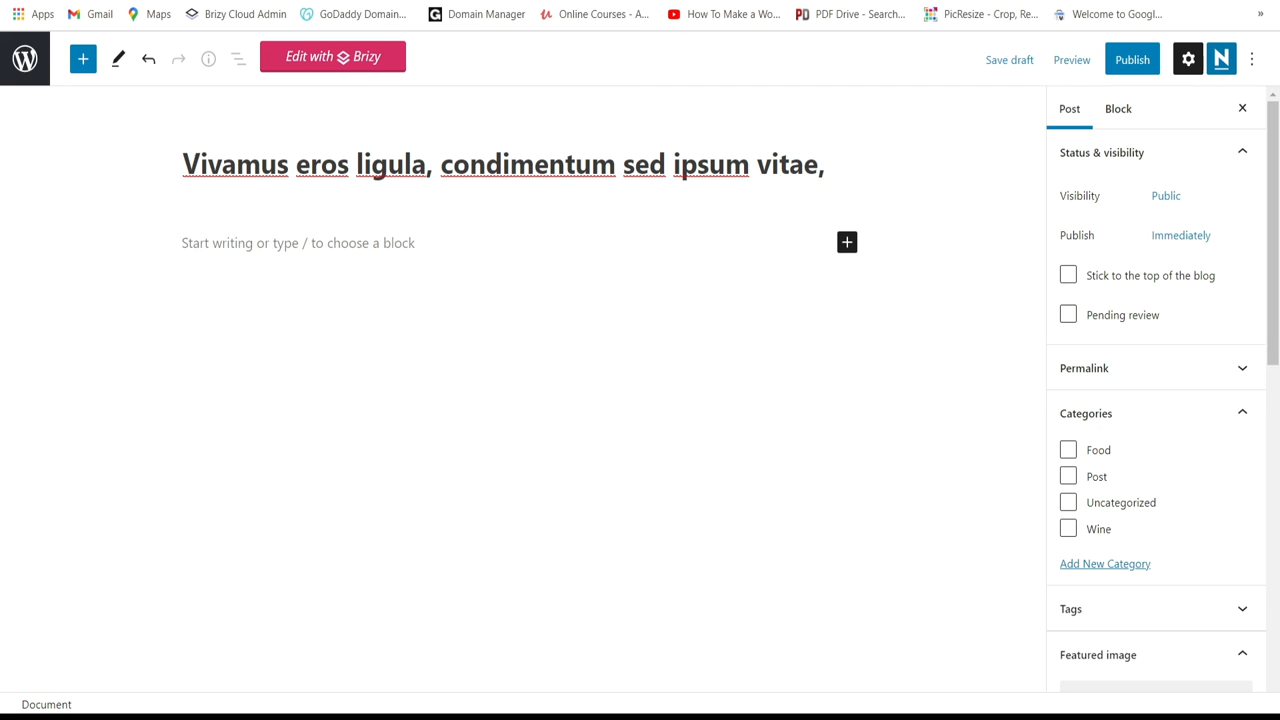 Apps Gmail Maps Brizy Cloud Admin GoDaddy Domain... Domain Manager Online Courses - A... How To Make a Wo... PDF Drive - Search... PicResize - Crop, Re... Welcome to Googl... »
Edit with Brizy Save draft Preview Publish
Post Block
Vivamus eros ligula, condimentum sed ipsum vitae,
Status & visibility
Visibility Public
Publish Immediately
Start writing or type / to choose a block
Stick to the top of the blog
Pending review
Permalink
Categories
Food
Post
Uncategorized
Wine
Add New Category
Tags
Featured image
Document